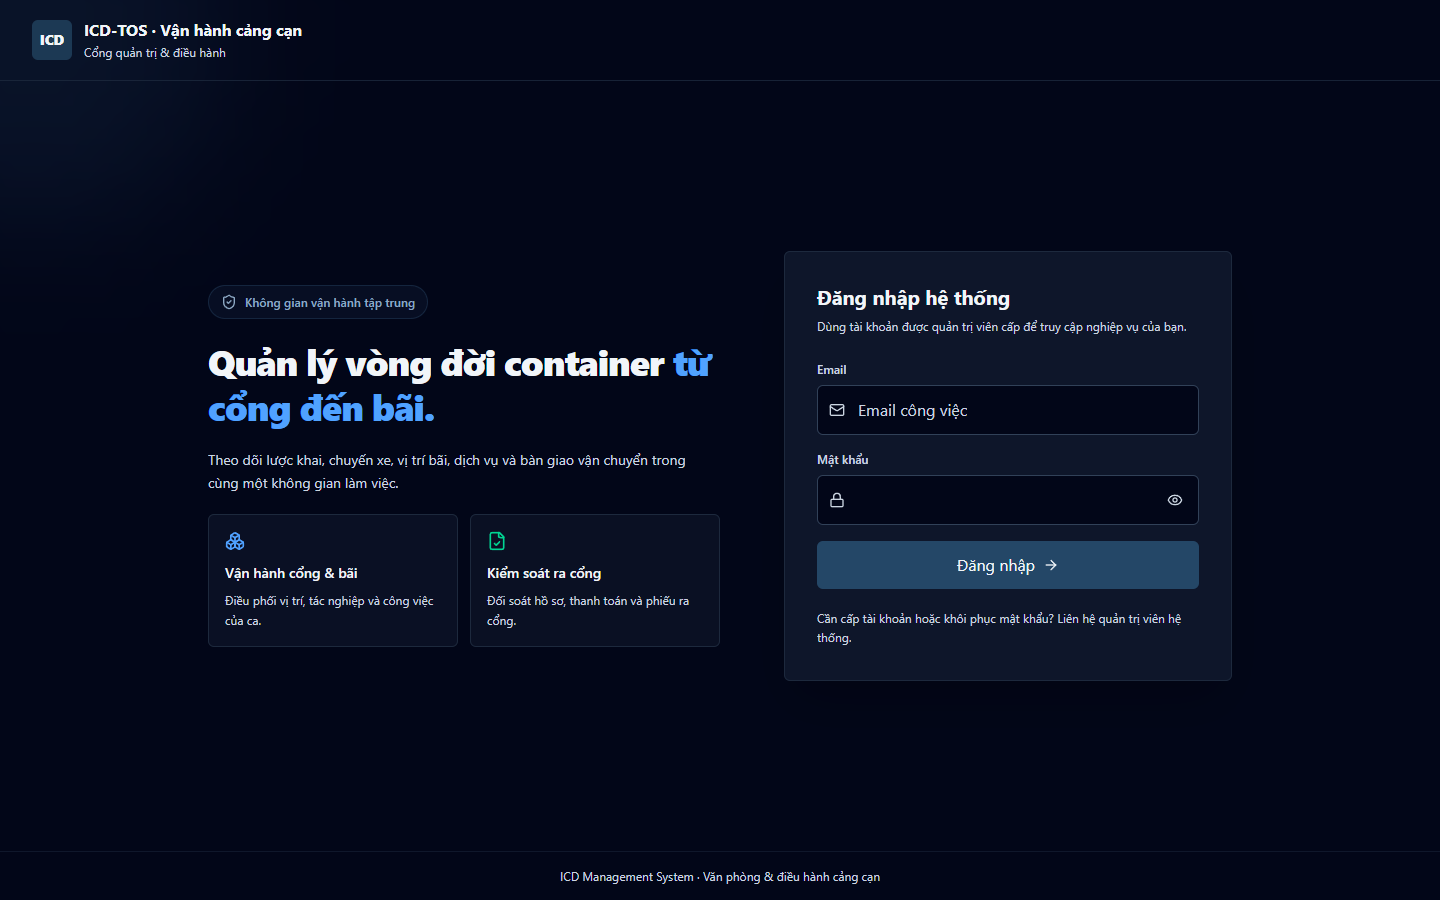 ICD
ICD-TOS · Vận hành cảng cạn
Cổng quản trị & điều hành
Không gian vận hành tập trung
Quản lý vòng đời container từ
cổng đến bãi.
Theo dõi lược khai, chuyến xe, vị trí bãi, dịch vụ và bàn giao vận chuyển trong
cùng một không gian làm việc.
Vận hành cổng & bãi
Điều phối vị trí, tác nghiệp và công việc
của ca.
Kiểm soát ra cổng
Đối soát hồ sơ, thanh toán và phiếu ra
cổng.
Đăng nhập hệ thống
Dùng tài khoản được quản trị viên cấp để truy cập nghiệp vụ của bạn.
Email
Email công việc
Mật khẩu
Đăng nhập →
Cần cấp tài khoản hoặc khôi phục mật khẩu? Liên hệ quản trị viên hệ
thống.
ICD Management System · Văn phòng & điều hành cảng cạn